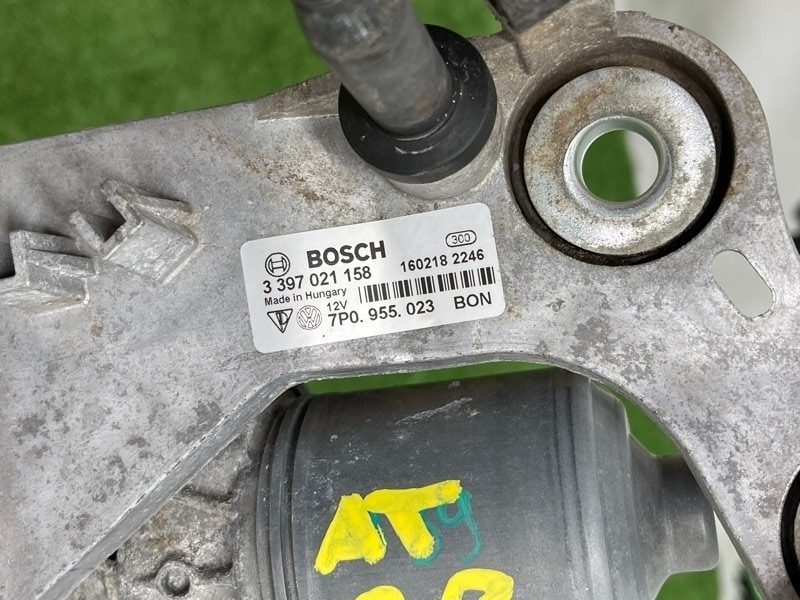 BOSCH 300
3 397 021 158 160218 2246
Made in Hungary
12V
7P0. 955. 023 BON
AT